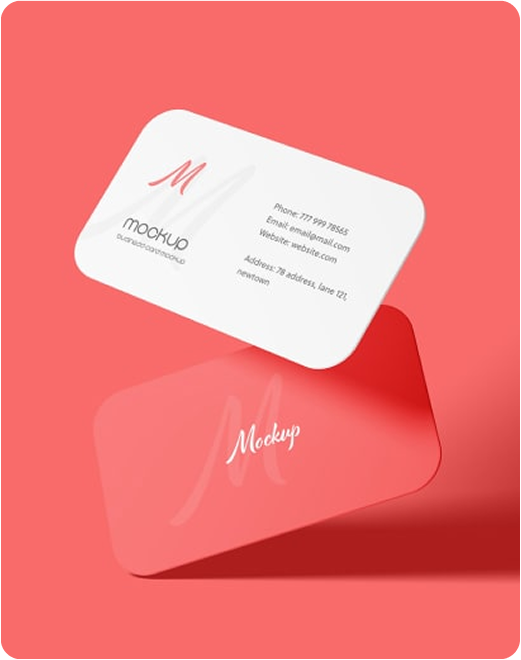 M
mockup
business card mockup
Phone: 777 999 78565
Email: email@mail.com
Website: website.com
Address: 78 address, lane 121,
newtown
M
Mockup